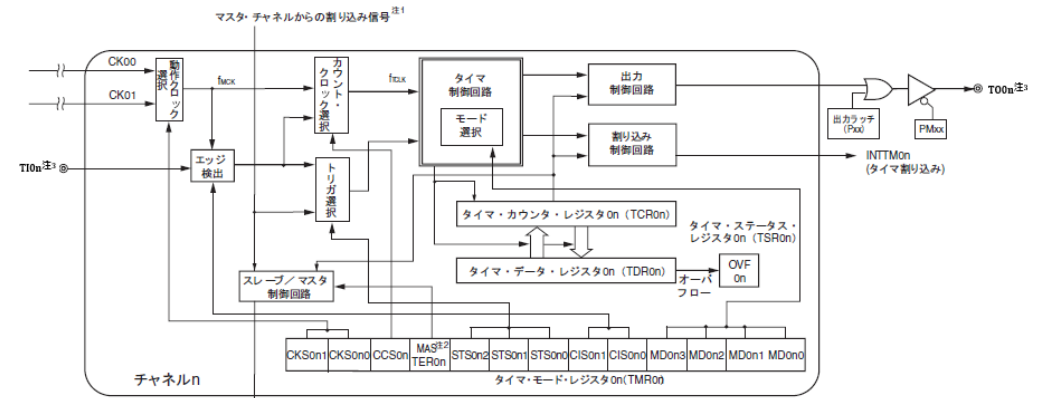 マスタ・チャネルからの割り込み信号注1
CK00
CK01
動作クロック
選択
fMCK
カウント・
クロック選択
fTCLK
タイマ
制御回路
モード
選択
出力
制御回路
出力ラッチ
(Pxx)
PMxx
TO0n注3
割り込み
制御回路
INTTM0n
(タイマ割り込み)
TI0n注3
エッジ
検出
トリガ
選択
タイマ・カウンタ・レジスタ0n(TCR0n)
タイマ・ステータス・
レジスタ0n(TSR0n)
タイマ・データ・レジスタ0n(TDR0n)
オーバ
フロー
OVF
0n
スレーブ/マスタ
制御回路
CKS0n1 CKS0n0 CCS0n MAS注2TER0n STS0n2 STS0n1 STS0n0 CIS0n1 CIS0n0 MD0n3 MD0n2 MD0n1 MD0n0
タイマ・モード・レジスタ0n(TMR0n)
チャネルn